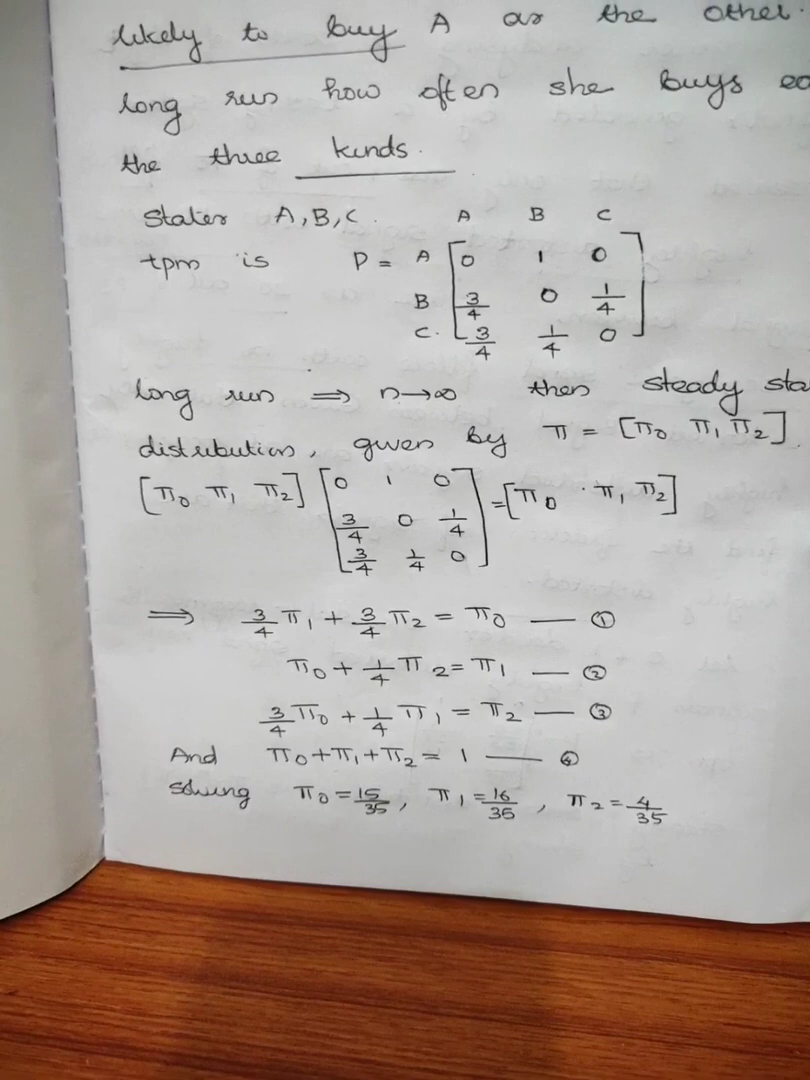 likely to buy A as the other.
long run how often she buys ea
the three kinds.
States A, B, C. A B C
tpm is P = A [0 1 0]
B [3/4 0 1/4]
C. [3/4 1/4 0]
long run ⟹ n→∞ then steady sta
distribution, given by π = [π₀ π₁ π₂]
[π₀ π₁ π₂] [0 1 0; 3/4 0 1/4; 3/4 1/4 0] = [π₀ π₁ π₂]
⟹ 3/4 π₁ + 3/4 π₂ = π₀ — ①
π₀ + 1/4 π₂ = π₁ — ②
3/4 π₀ + 1/4 π₁ = π₂ — ③
And π₀ + π₁ + π₂ = 1 — ④
Solving π₀ = 15/35, π₁ = 16/35, π₂ = 4/35